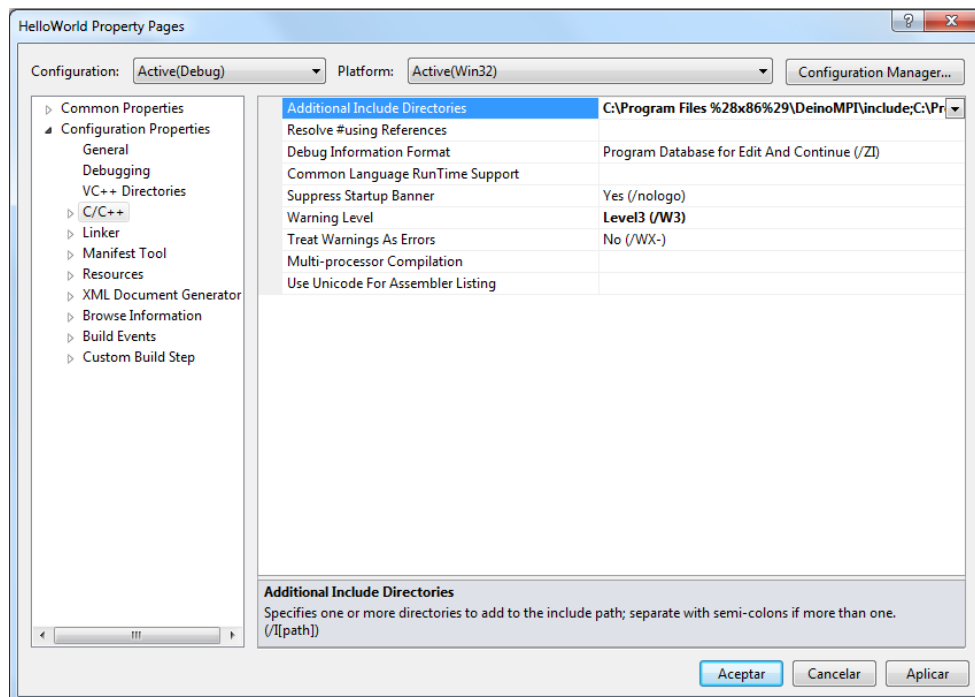 HelloWorld Property Pages
Configuration: Active(Debug) Platform: Active(Win32) Configuration Manager...
Common Properties
Configuration Properties
General
Debugging
VC++ Directories
C/C++
Linker
Manifest Tool
Resources
XML Document Generator
Browse Information
Build Events
Custom Build Step
Additional Include Directories C:\Program Files %28x86%29\DeinoMPI\include;C:\Pr
Resolve #using References
Debug Information Format Program Database for Edit And Continue (/ZI)
Common Language RunTime Support
Suppress Startup Banner Yes (/nologo)
Warning Level Level3 (/W3)
Treat Warnings As Errors No (/WX-)
Multi-processor Compilation
Use Unicode For Assembler Listing
Additional Include Directories
Specifies one or more directories to add to the include path; separate with semi-colons if more than one.
(/I[path])
Aceptar Cancelar Aplicar